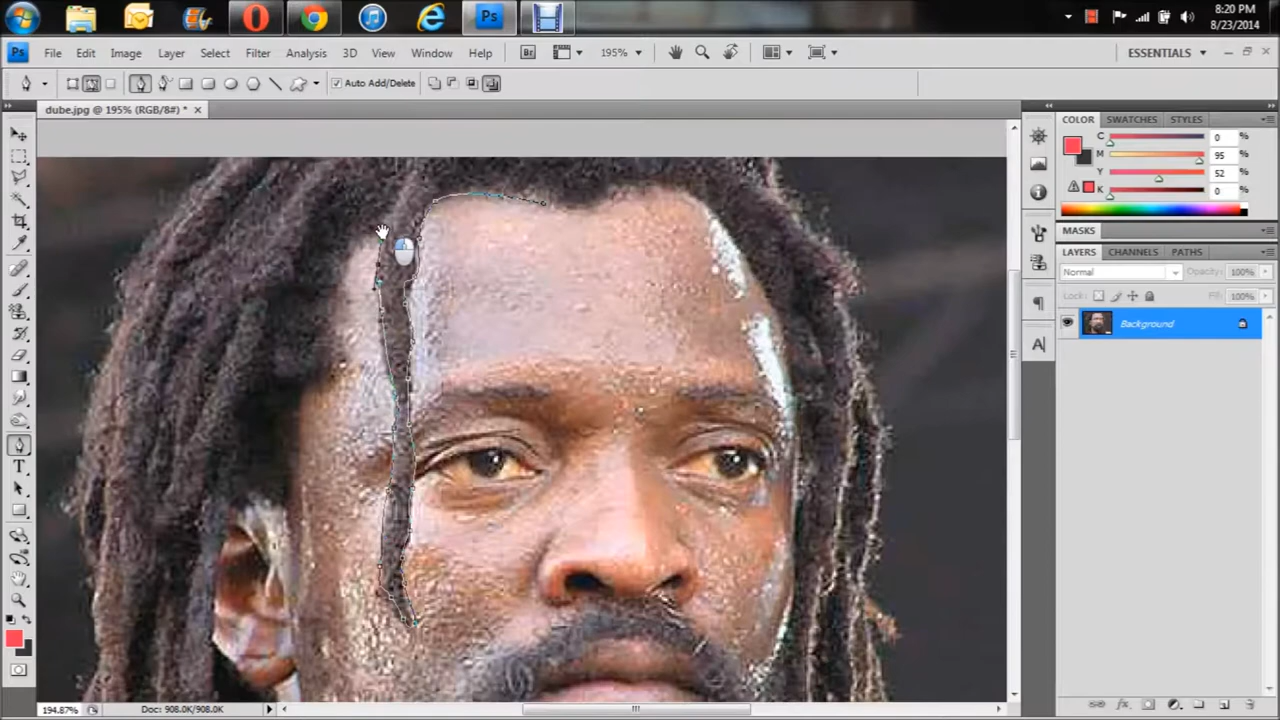 8:20 PM
8/23/2014
Ps
Ps File Edit Image Layer Select Filter Analysis 3D View Window Help Br 195% ESSENTIALS
Auto Add/Delete
dube.jpg @ 195% (RGB/8#) * x
COLOR SWATCHES STYLES
C 0 %
M 95 %
Y 52 %
K 0 %
MASKS
LAYERS CHANNELS PATHS
Normal Opacity: 100%
Lock: Fill: 100%
Background
A
T
194.87% Doc: 908.0K/908.0K